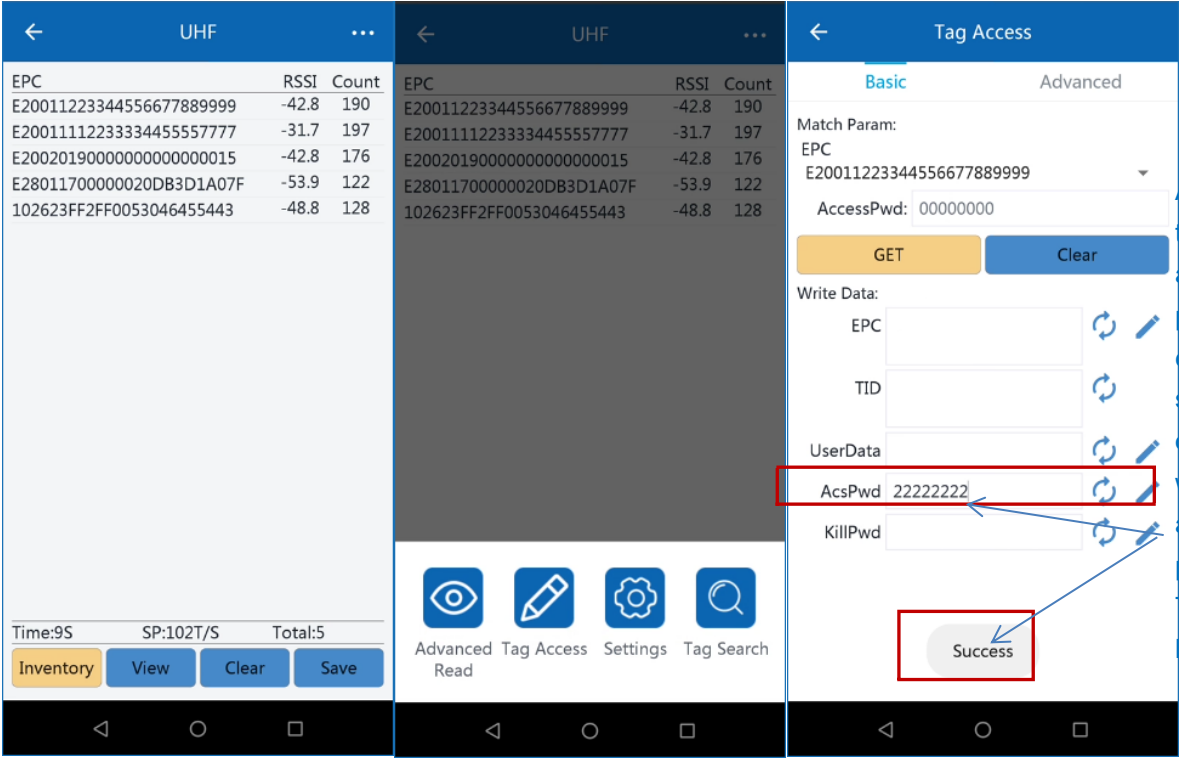 UHF
EPC RSSI Count
E20011223344556677889999 -42.8 190
E20011112233334455557777 -31.7 197
E20020190000000000000015 -42.8 176
E28011700000020DB3D1A07F -53.9 122
102623FF2FF0053046455443 -48.8 128
Time:9S SP:102T/S Total:5
Inventory View Clear Save
UHF
EPC RSSI Count
E20011223344556677889999 -42.8 190
E20011112233334455557777 -31.7 197
E20020190000000000000015 -42.8 176
E28011700000020DB3D1A07F -53.9 122
102623FF2FF0053046455443 -48.8 128
Advanced Read
Tag Access
Settings
Tag Search
Tag Access
Basic Advanced
Match Param:
EPC
E20011223344556677889999
AccessPwd: 00000000
GET Clear
Write Data:
EPC
TID
UserData
AcsPwd 22222222
KillPwd
Success